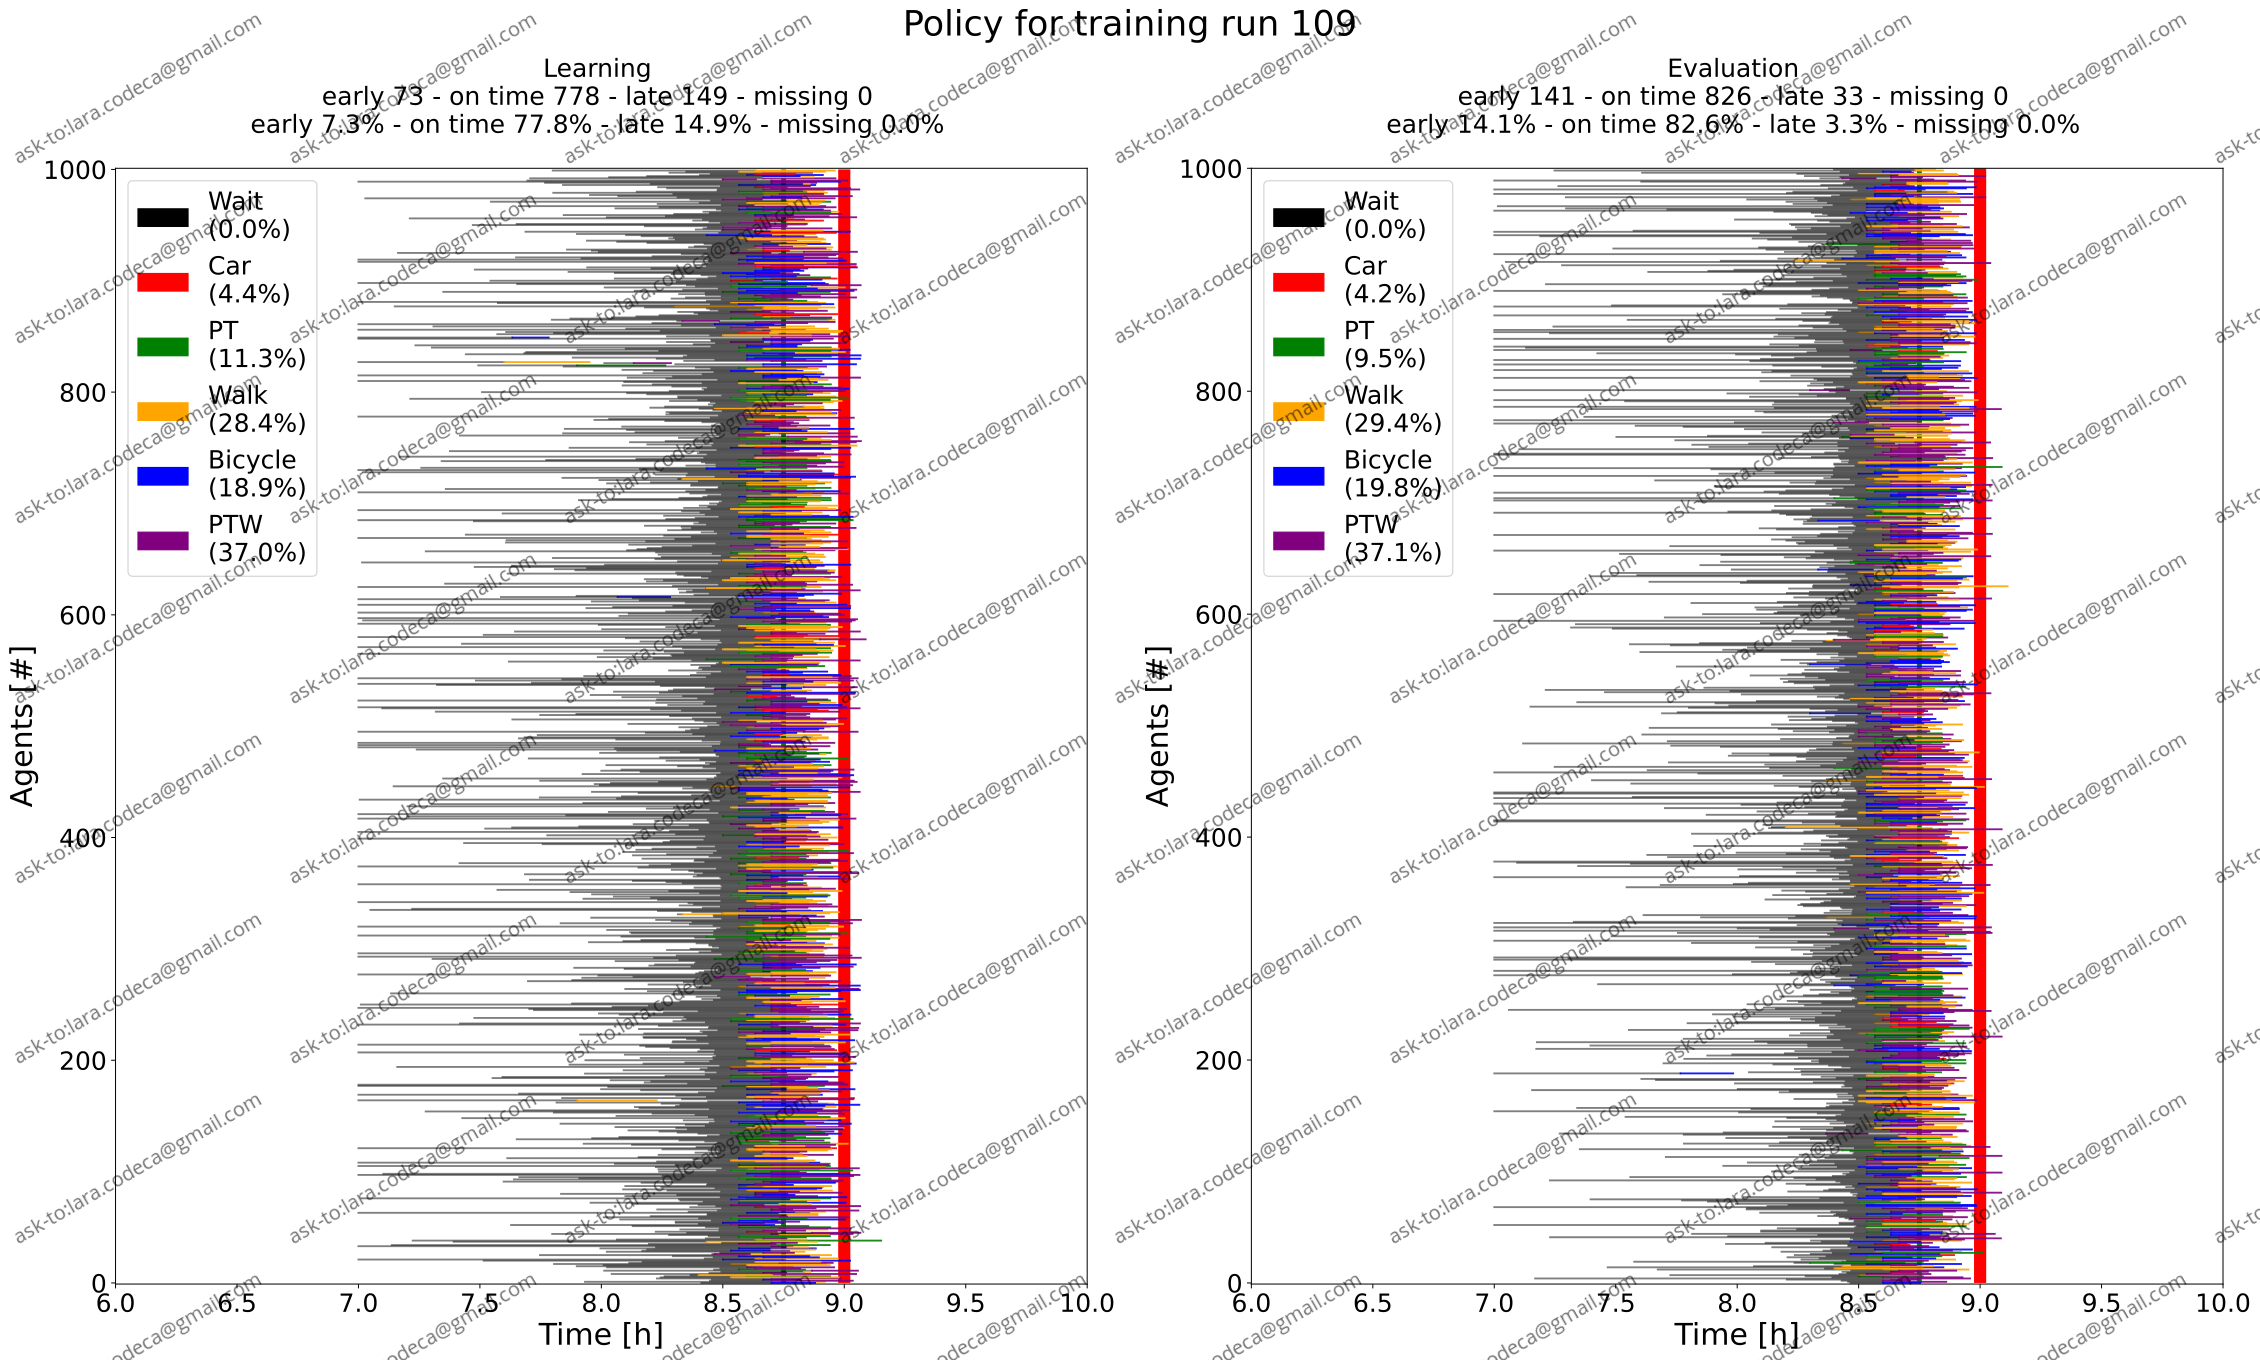 Policy for training run 109
Learning
early 73 - on time 778 - late 149 - missing 0
early 7.3% - on time 77.8% - late 14.9% - missing 0.0%
1000
800
600
400
200
0
Agents [#]
Wait
(0.0%)
Car
(4.4%)
PT
(11.3%)
Walk
(28.4%)
Bicycle
(18.9%)
PTW
(37.0%)
6.0 6.5 7.0 7.5 8.0 8.5 9.0 9.5 10.0
Time [h]
Evaluation
early 141 - on time 826 - late 33 - missing 0
early 14.1% - on time 82.6% - late 3.3% - missing 0.0%
1000
800
600
400
200
0
Agents [#]
Wait
(0.0%)
Car
(4.2%)
PT
(9.5%)
Walk
(29.4%)
Bicycle
(19.8%)
PTW
(37.1%)
6.0 6.5 7.0 7.5 8.0 8.5 9.0 9.5 10.0
Time [h]
ask-to:lara.codeca@gmail.com